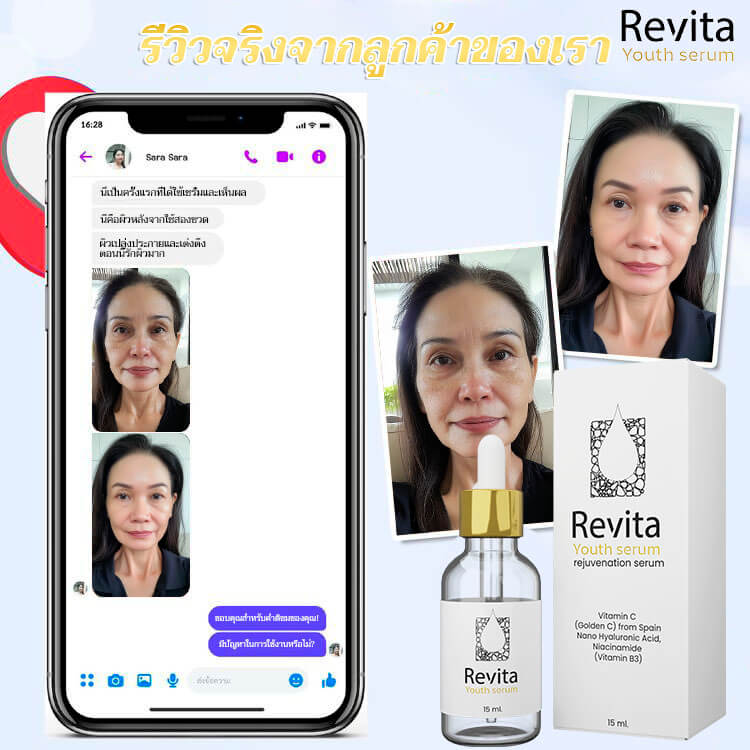 รีวิวจริงจากลูกค้าของเรา
Revita
Youth serum
16:28
Sara Sara
นี่เป็นครั้งแรกที่ได้ใช้เซรั่มและเห็นผล
นี่คือผิวหลังจากใช้สองขวด
ผิวเปล่งประกายและเต่งตึง
ตอนนี้รักผิวมาก
ขอบคุณสำหรับคำติชมของคุณ!
มีปัญหาในการใช้งานหรือไม่?
ส่งข้อความ
Revita
Youth serum
15 ml.
Revita
Youth serum
rejuvenation serum
Vitamin C
(Golden C) from Spain
Nano Hyaluronic Acid,
Niacinamide
(Vitamin B3)
15 ml.